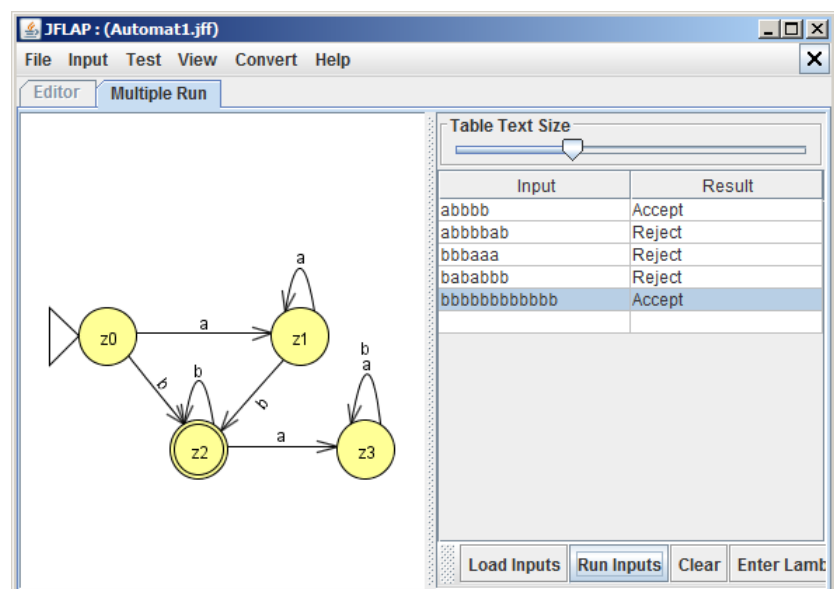 JFLAP : (Automat1.jff)
File Input Test View Convert Help
Editor Multiple Run
Table Text Size
Input Result
abbbb Accept
abbbbab Reject
bbbaaa Reject
bababbb Reject
bbbbbbbbbbbb Accept
a
z0
a
z1
b
a
b
b
b
z2
a
z3
Load Inputs Run Inputs Clear Enter Lamb